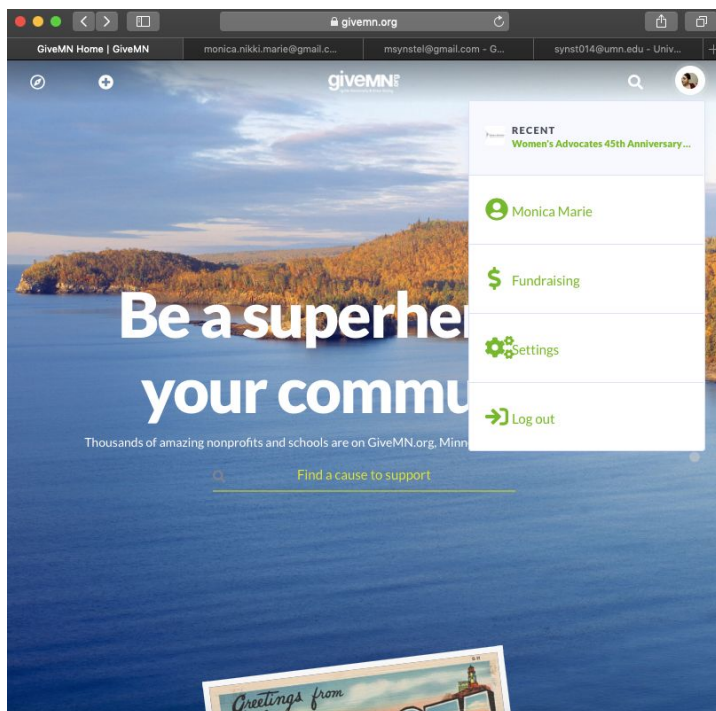 givemn.org
GiveMN Home | GiveMN
monica.nikki.marie@gmail.c...
msynstel@gmail.com - G...
synst014@umn.edu - Univ...
giveMN
RECENT
Women's Advocates 45th Anniversary...
Monica Marie
Fundraising
Settings
Log out
Be a superhe
your commu
Thousands of amazing nonprofits and schools are on GiveMN.org, Minn
Find a cause to support
Greetings from